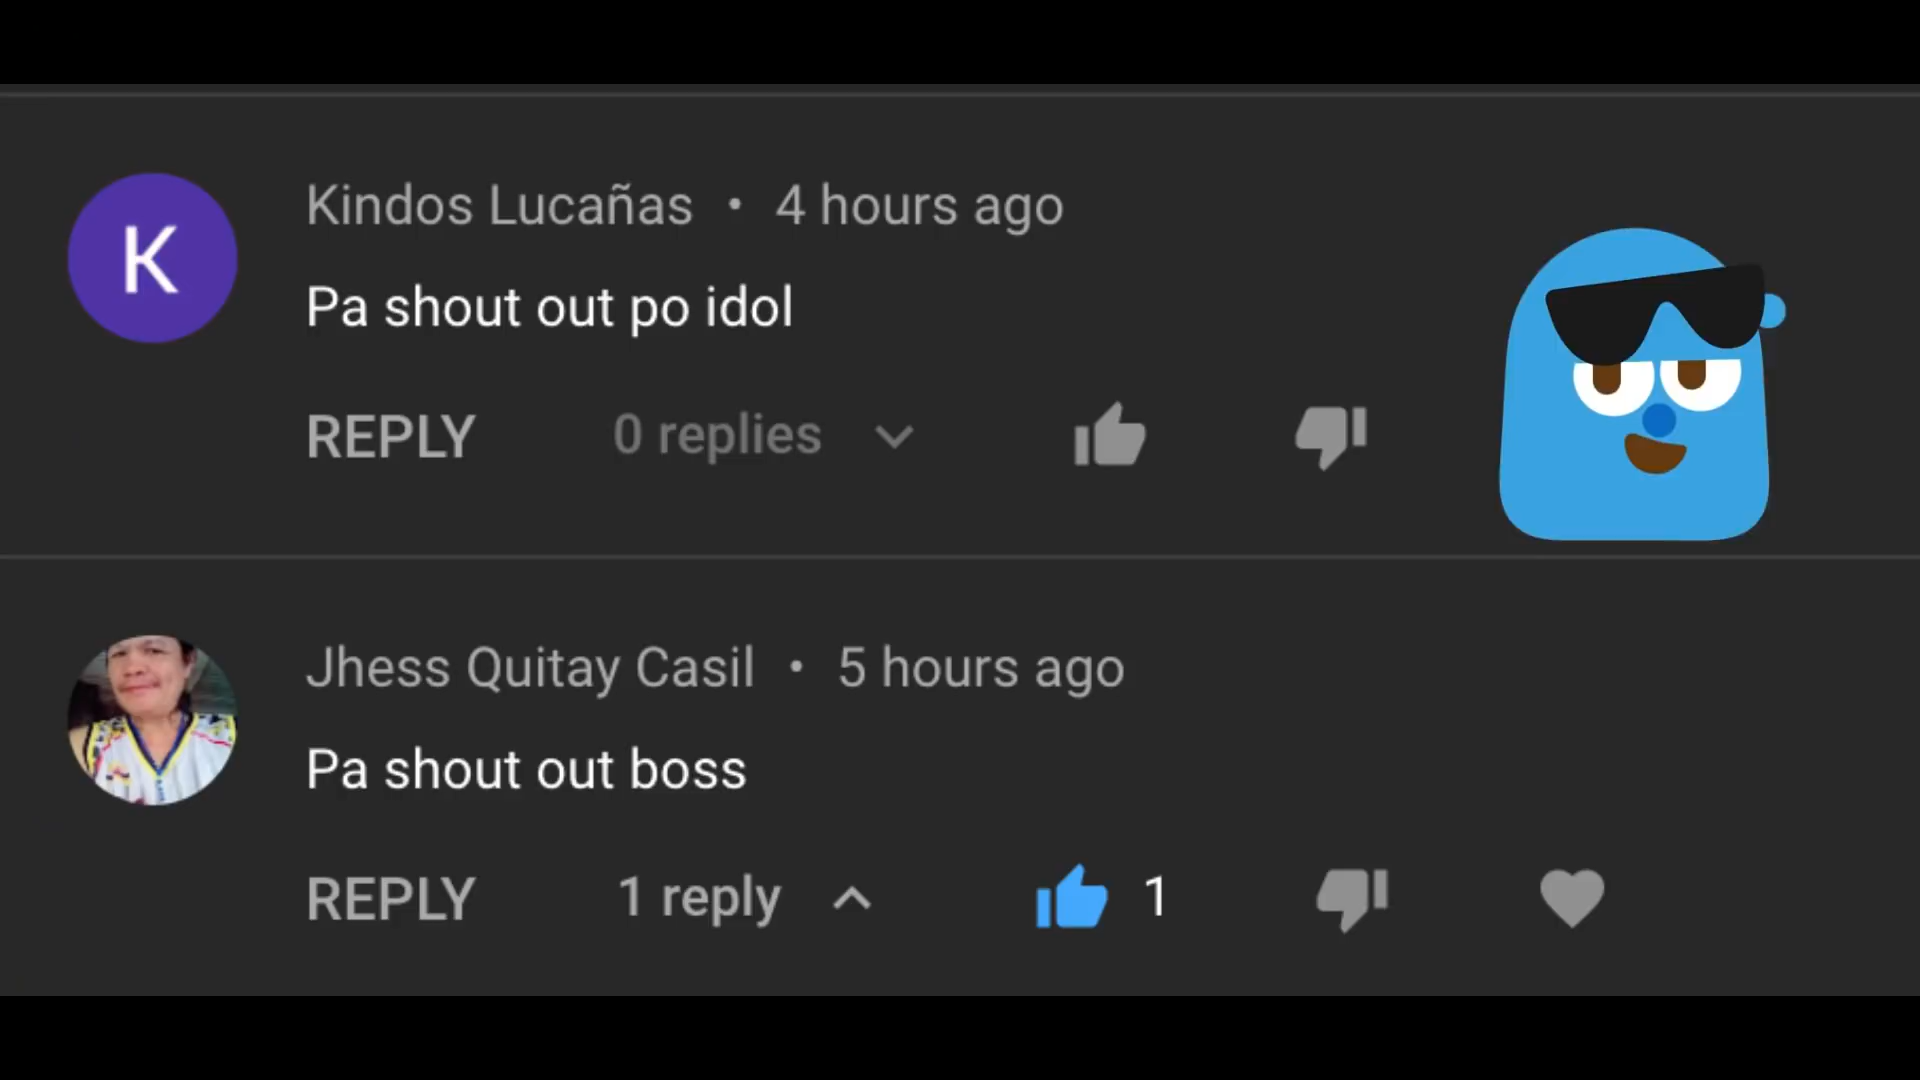 K
Kindos Lucañas • 4 hours ago
Pa shout out po idol
REPLY 0 replies
Jhess Quitay Casil • 5 hours ago
Pa shout out boss
REPLY 1 reply 1